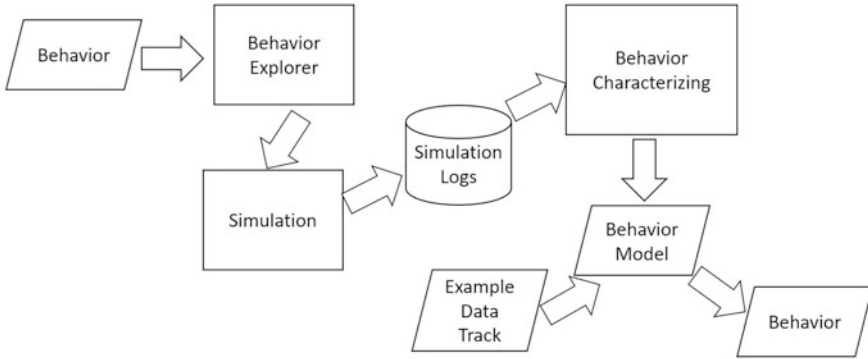 Behavior
Behavior
Explorer
Simulation
Simulation
Logs
Behavior
Characterizing
Behavior
Model
Example
Data
Track
Behavior